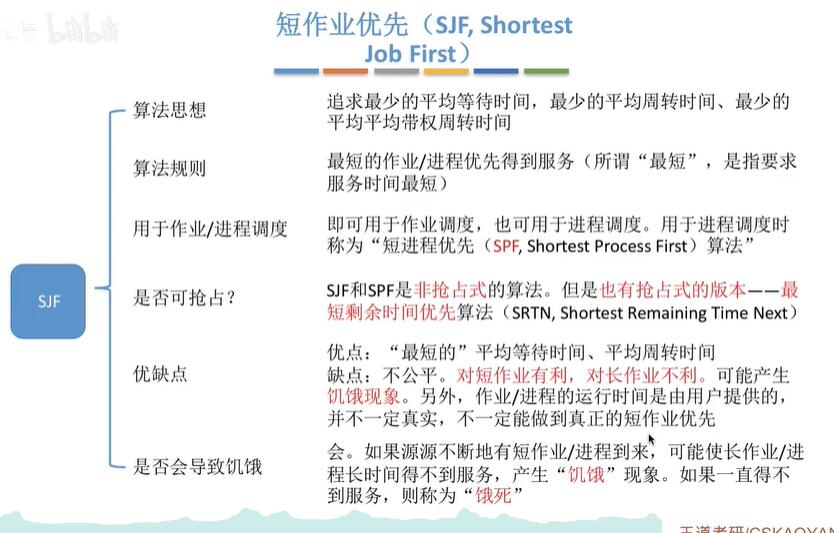 短作业优先（SJF, Shortest
Job First）
算法思想
追求最少的平均等待时间，最少的平均周转时间、最少的
平均平均带权周转时间
算法规则
最短的作业/进程优先得到服务（所谓“最短”，是指要求
服务时间最短）
用于作业/进程调度
即可用于作业调度，也可用于进程调度。用于进程调度时
称为“短进程优先（SPF, Shortest Process First）算法”
SJF
是否可抢占？
SJF和SPF是非抢占式的算法。但是也有抢占式的版本——最
短剩余时间优先算法（SRTN, Shortest Remaining Time Next）
优缺点
优点：“最短的”平均等待时间、平均周转时间
缺点：不公平。对短作业有利，对长作业不利。可能产生
饥饿现象。另外，作业/进程的运行时间是由用户提供的，
并不一定真实，不一定能做到真正的短作业优先
是否会导致饥饿
会。如果源源不断地有短作业/进程到来，可能使长作业/进
程长时间得不到服务，产生“饥饿”现象。如果一直得不
到服务，则称为“饿死”
王道考研/CSKAOYAN